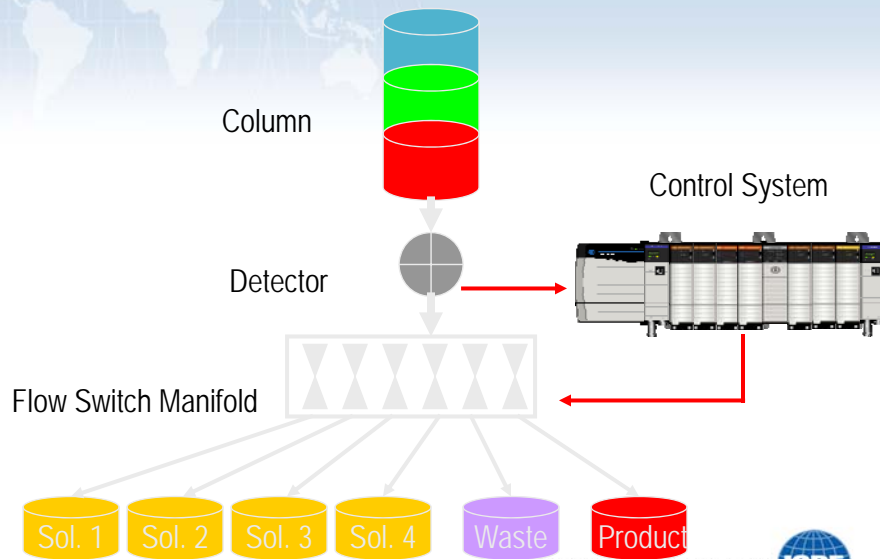 Column
Control System
Detector
Flow Switch Manifold
Sol. 1
Sol. 2
Sol. 3
Sol. 4
Waste
Product